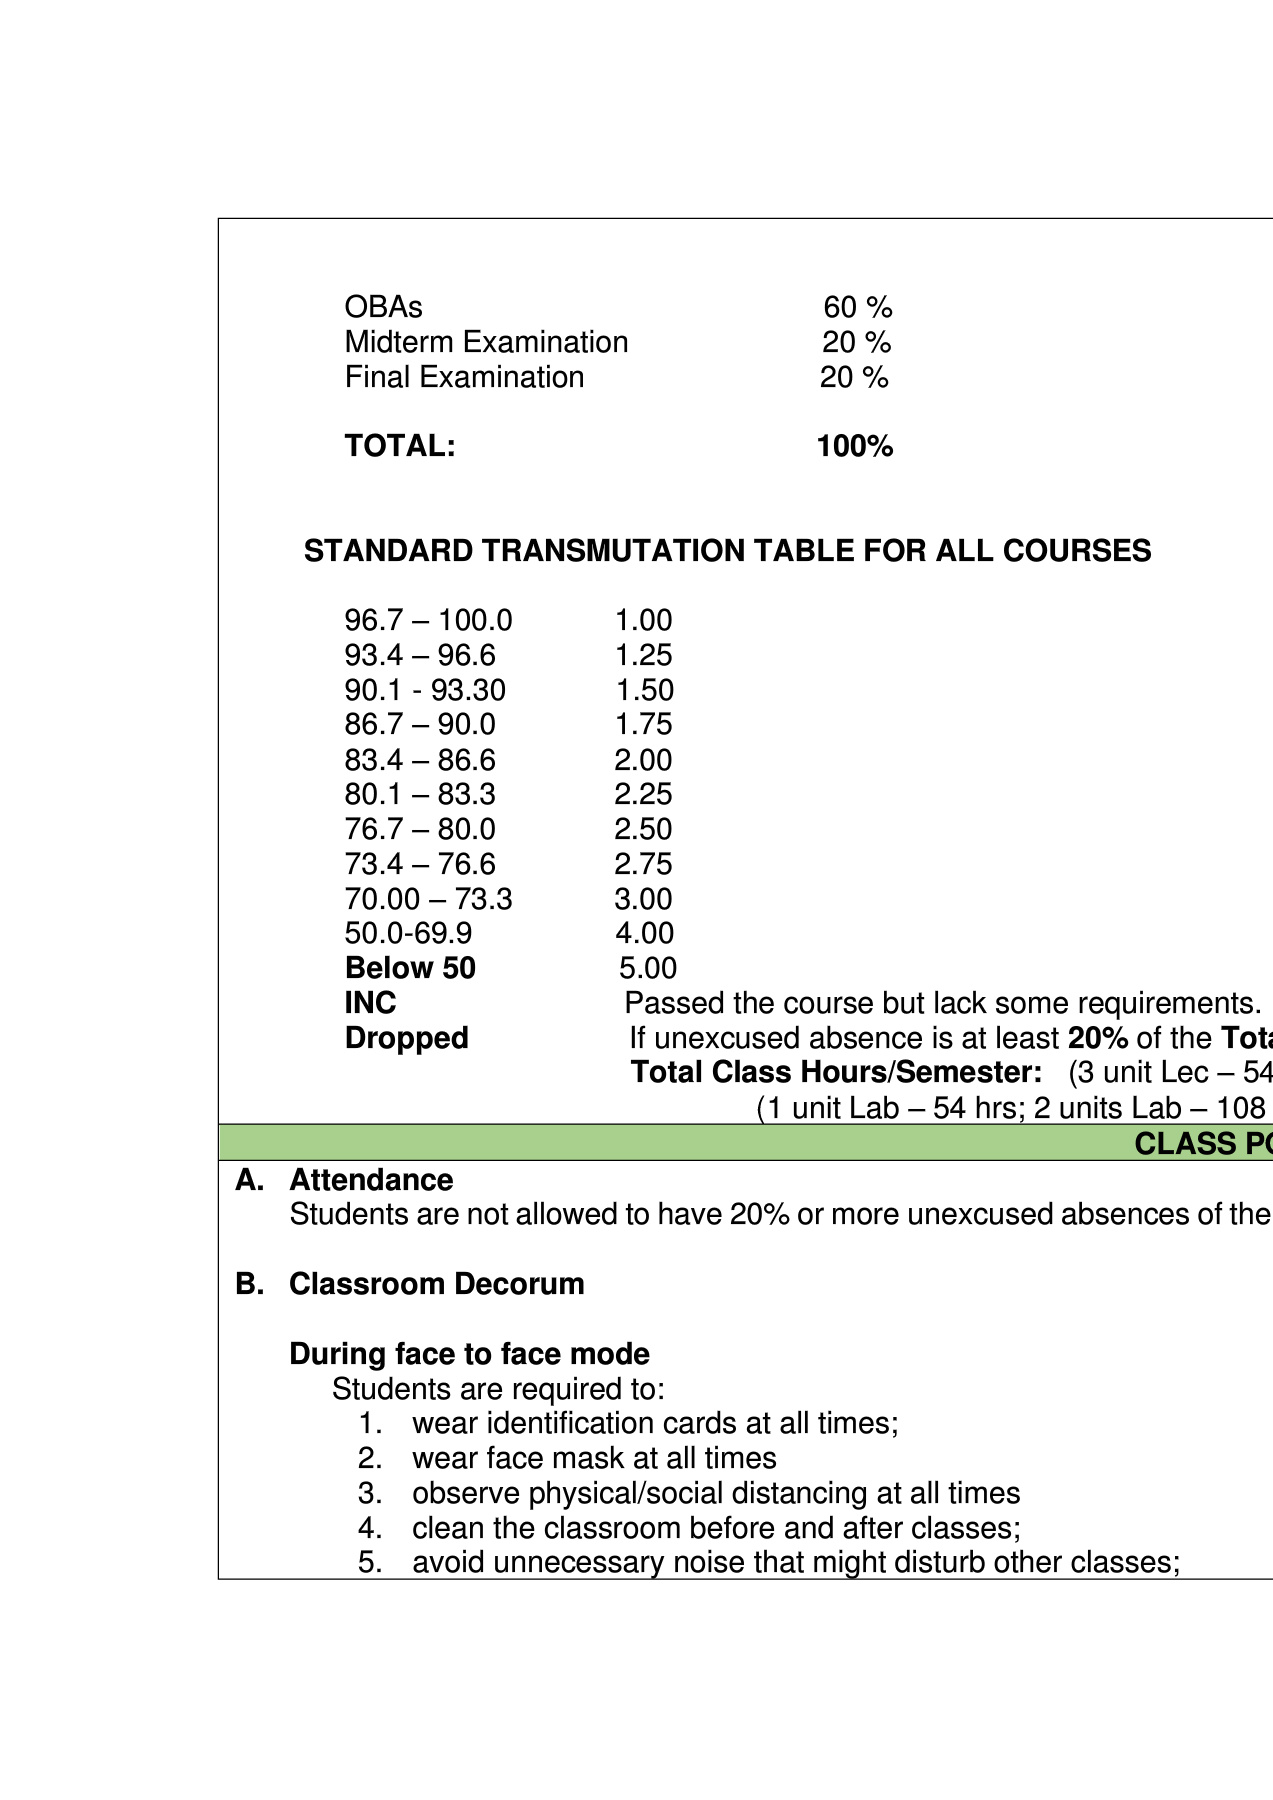 OBAs 60 %
Midterm Examination 20 %
Final Examination 20 %
TOTAL: 100%
STANDARD TRANSMUTATION TABLE FOR ALL COURSES
96.7 – 100.0 1.00
93.4 – 96.6 1.25
90.1 - 93.30 1.50
86.7 – 90.0 1.75
83.4 – 86.6 2.00
80.1 – 83.3 2.25
76.7 – 80.0 2.50
73.4 – 76.6 2.75
70.00 – 73.3 3.00
50.0-69.9 4.00
Below 50 5.00
INC Passed the course but lack some requirements.
Dropped If unexcused absence is at least 20% of the
Total Class Hours/Semester: (3 unit Lec – 54
(1 unit Lab – 54 hrs; 2 units Lab – 108
CLASS
A. Attendance
Students are not allowed to have 20% or more unexcused absences of the
B. Classroom Decorum
During face to face mode
Students are required to:
1. wear identification cards at all times;
2. wear face mask at all times
3. observe physical/social distancing at all times
4. clean the classroom before and after classes;
5. avoid unnecessary noise that might disturb other classes;